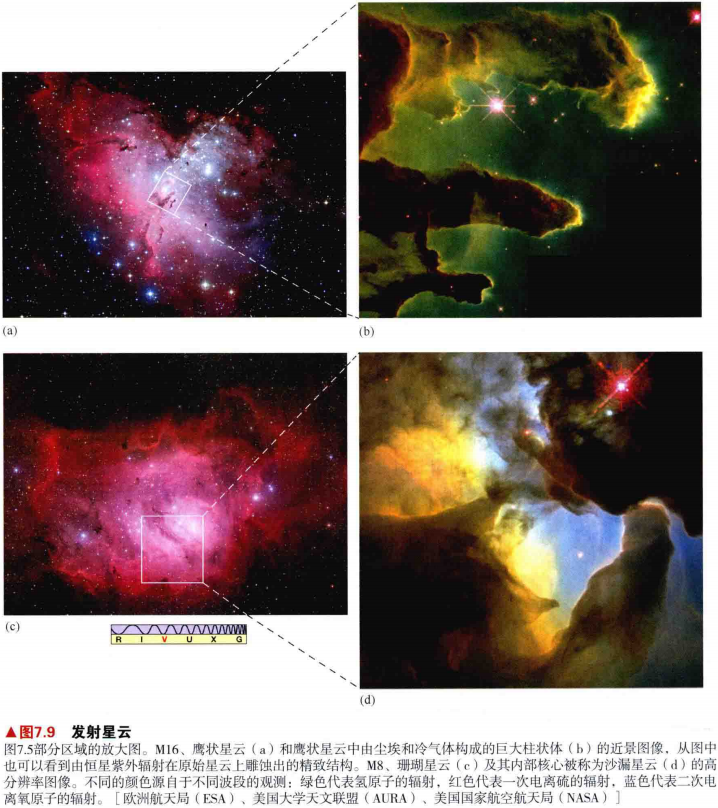 (a)
(b)
(c)
R I V U X G
(d)
▲图7.9 发射星云
图7.5部分区域的放大图。M16、鹰状星云（a）和鹰状星云中由尘埃和冷气体构成的巨大柱状体（b）的近景图像，从图中
也可以看到由恒星紫外辐射在原始星云上雕蚀出的精致结构。M8、珊瑚星云（c）及其内部核心被称为沙漏星云（d）的高
分辨率图像。不同的颜色源自于不同波段的观测：绿色代表氢原子的辐射，红色代表一次电离硫的辐射，蓝色代表二次电
离氧原子的辐射。［欧洲航天局（ESA）、美国大学天文联盟（AURA）、美国国家航空航天局（NASA）］